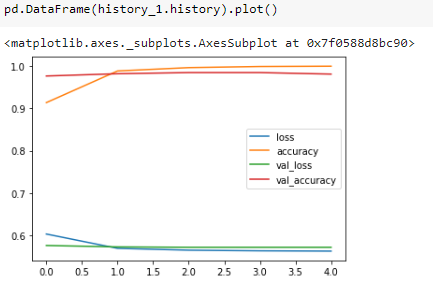 pd.DataFrame(history_1.history).plot()
<matplotlib.axes._subplots.AxesSubplot at 0x7f0588d8bc90>
1.0
0.9
0.8
0.7
0.6
loss
accuracy
val_loss
val_accuracy
0.0 0.5 1.0 1.5 2.0 2.5 3.0 3.5 4.0